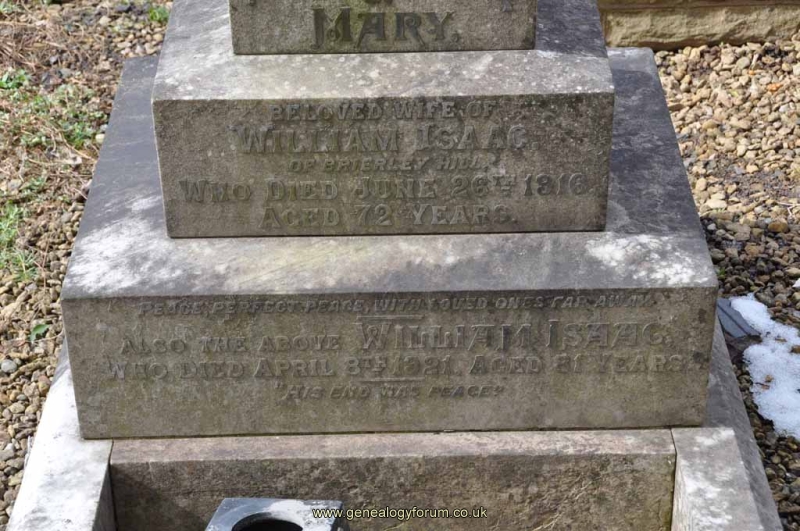 MARY.
BELOVED WIFE OF
WILLIAM ISAAC
OF BRIERLEY HILL
WHO DIED JUNE 26TH 1916
AGED 72 YEARS.
PEACE, PERFECT PEACE, WITH LOVED ONES FAR AWAY.
ALSO THE ABOVE WILLIAM ISAAC,
WHO DIED APRIL 3RD 1921, AGED 81 YEARS.
"HIS END WAS PEACE."
www.genealogyforum.co.uk